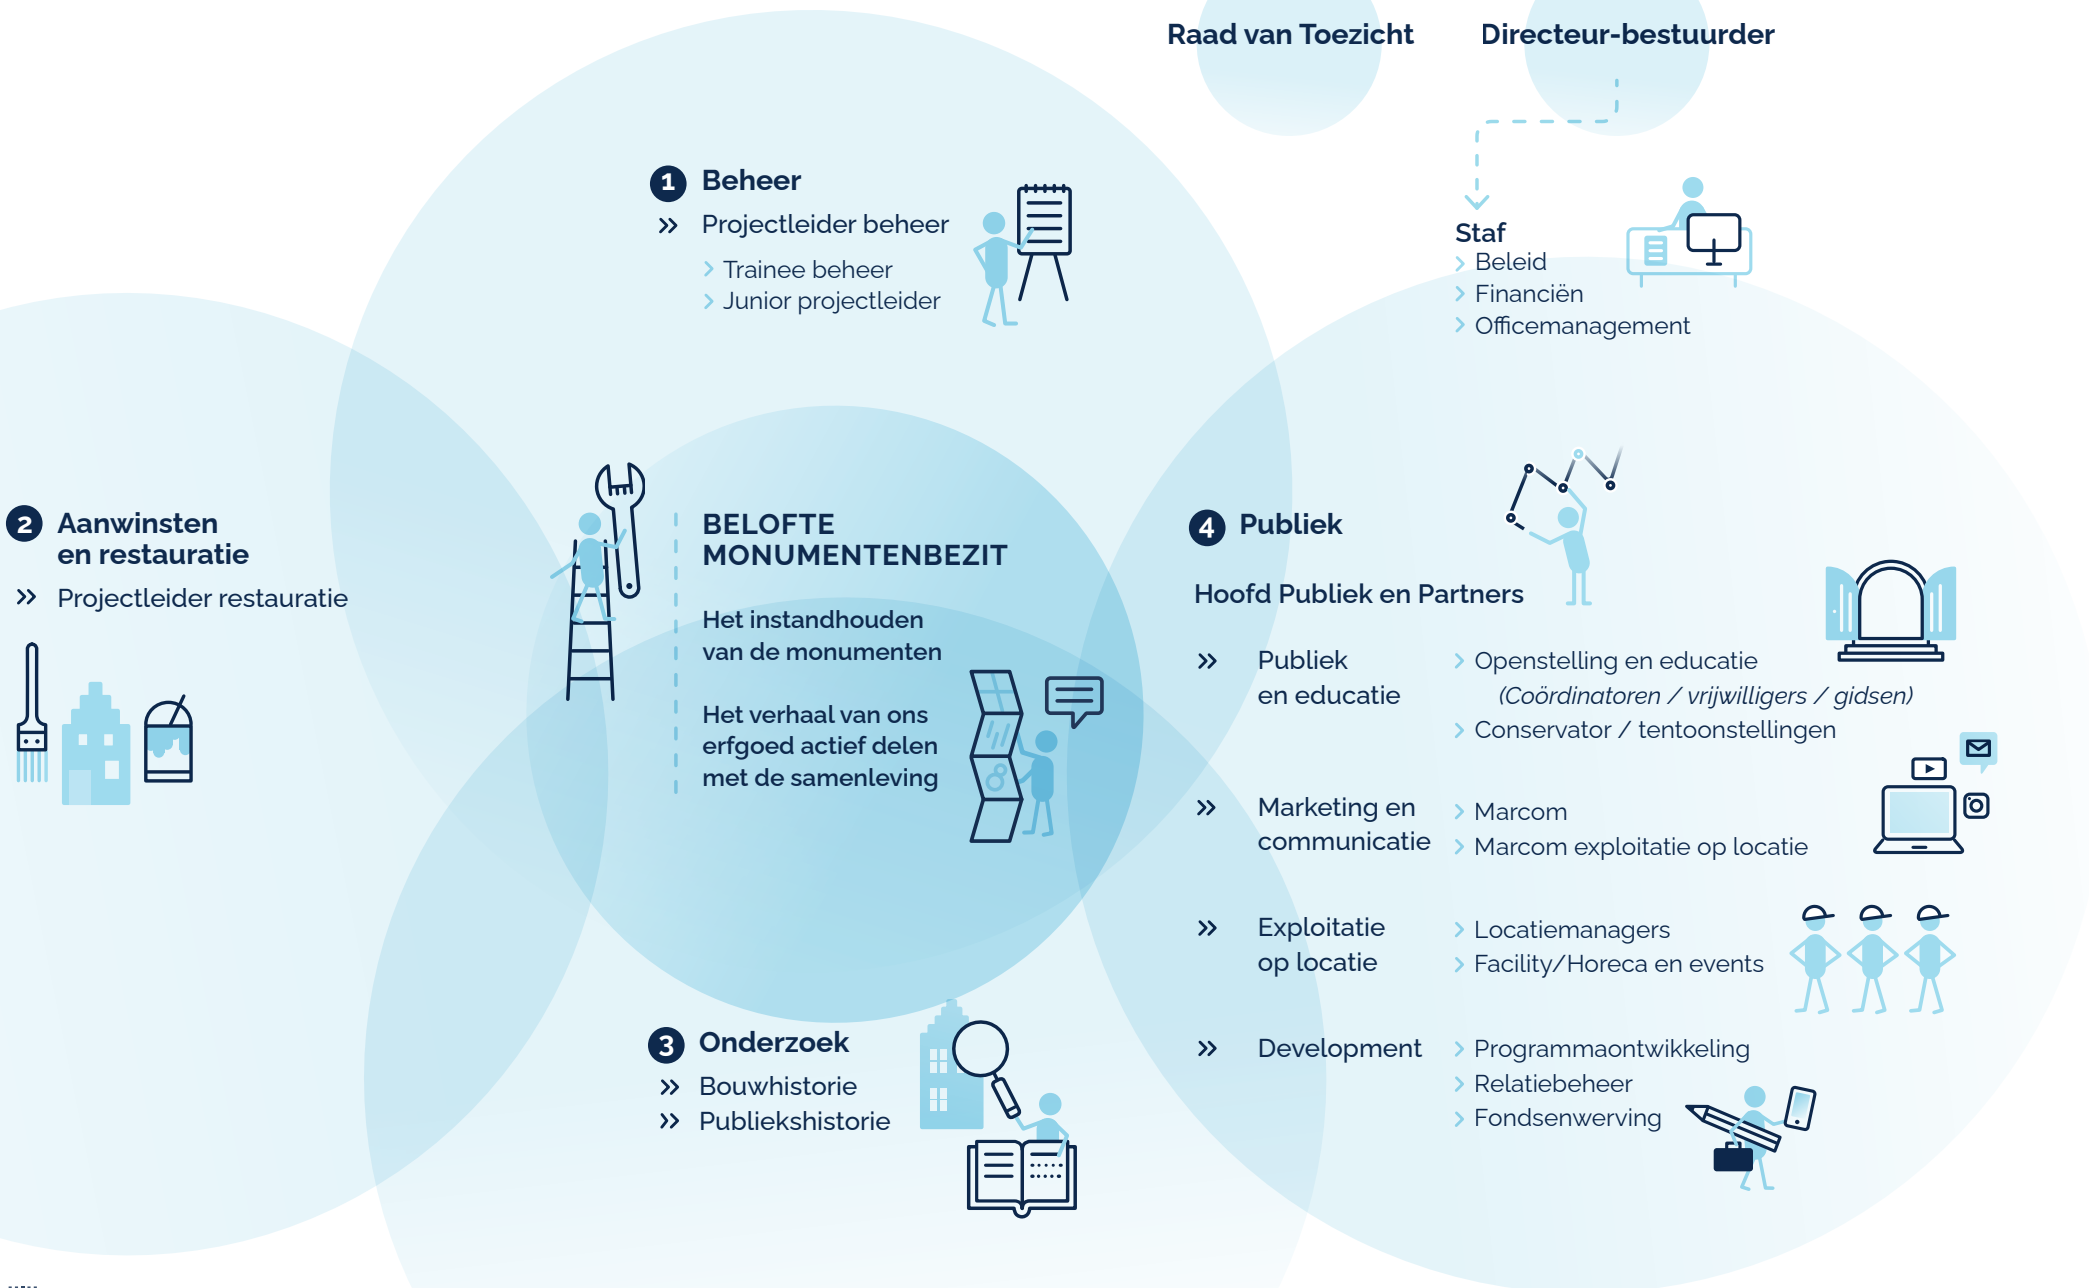 Raad van Toezicht
Directeur-bestuurder
Staf
Beleid
Financiën
Officemanagement
1 Beheer
Projectleider beheer
Trainee beheer
Junior projectleider
2 Aanwinsten
en restauratie
Projectleider restauratie
BELOFTE
MONUMENTENBEZIT
Het instandhouden
van de monumenten
Het verhaal van ons
erfgoed actief delen
met de samenleving
3 Onderzoek
Bouwhistorie
Publiekshistorie
4 Publiek
Hoofd Publiek en Partners
Publiek
en educatie
Openstelling en educatie
(Coördinatoren / vrijwilligers / gidsen)
Conservator / tentoonstellingen
Marketing en
communicatie
Marcom
Marcom exploitatie op locatie
Exploitatie
op locatie
Locatiemanagers
Facility/Horeca en events
Development
Programmaontwikkeling
Relatiebeheer
Fondsenwerving